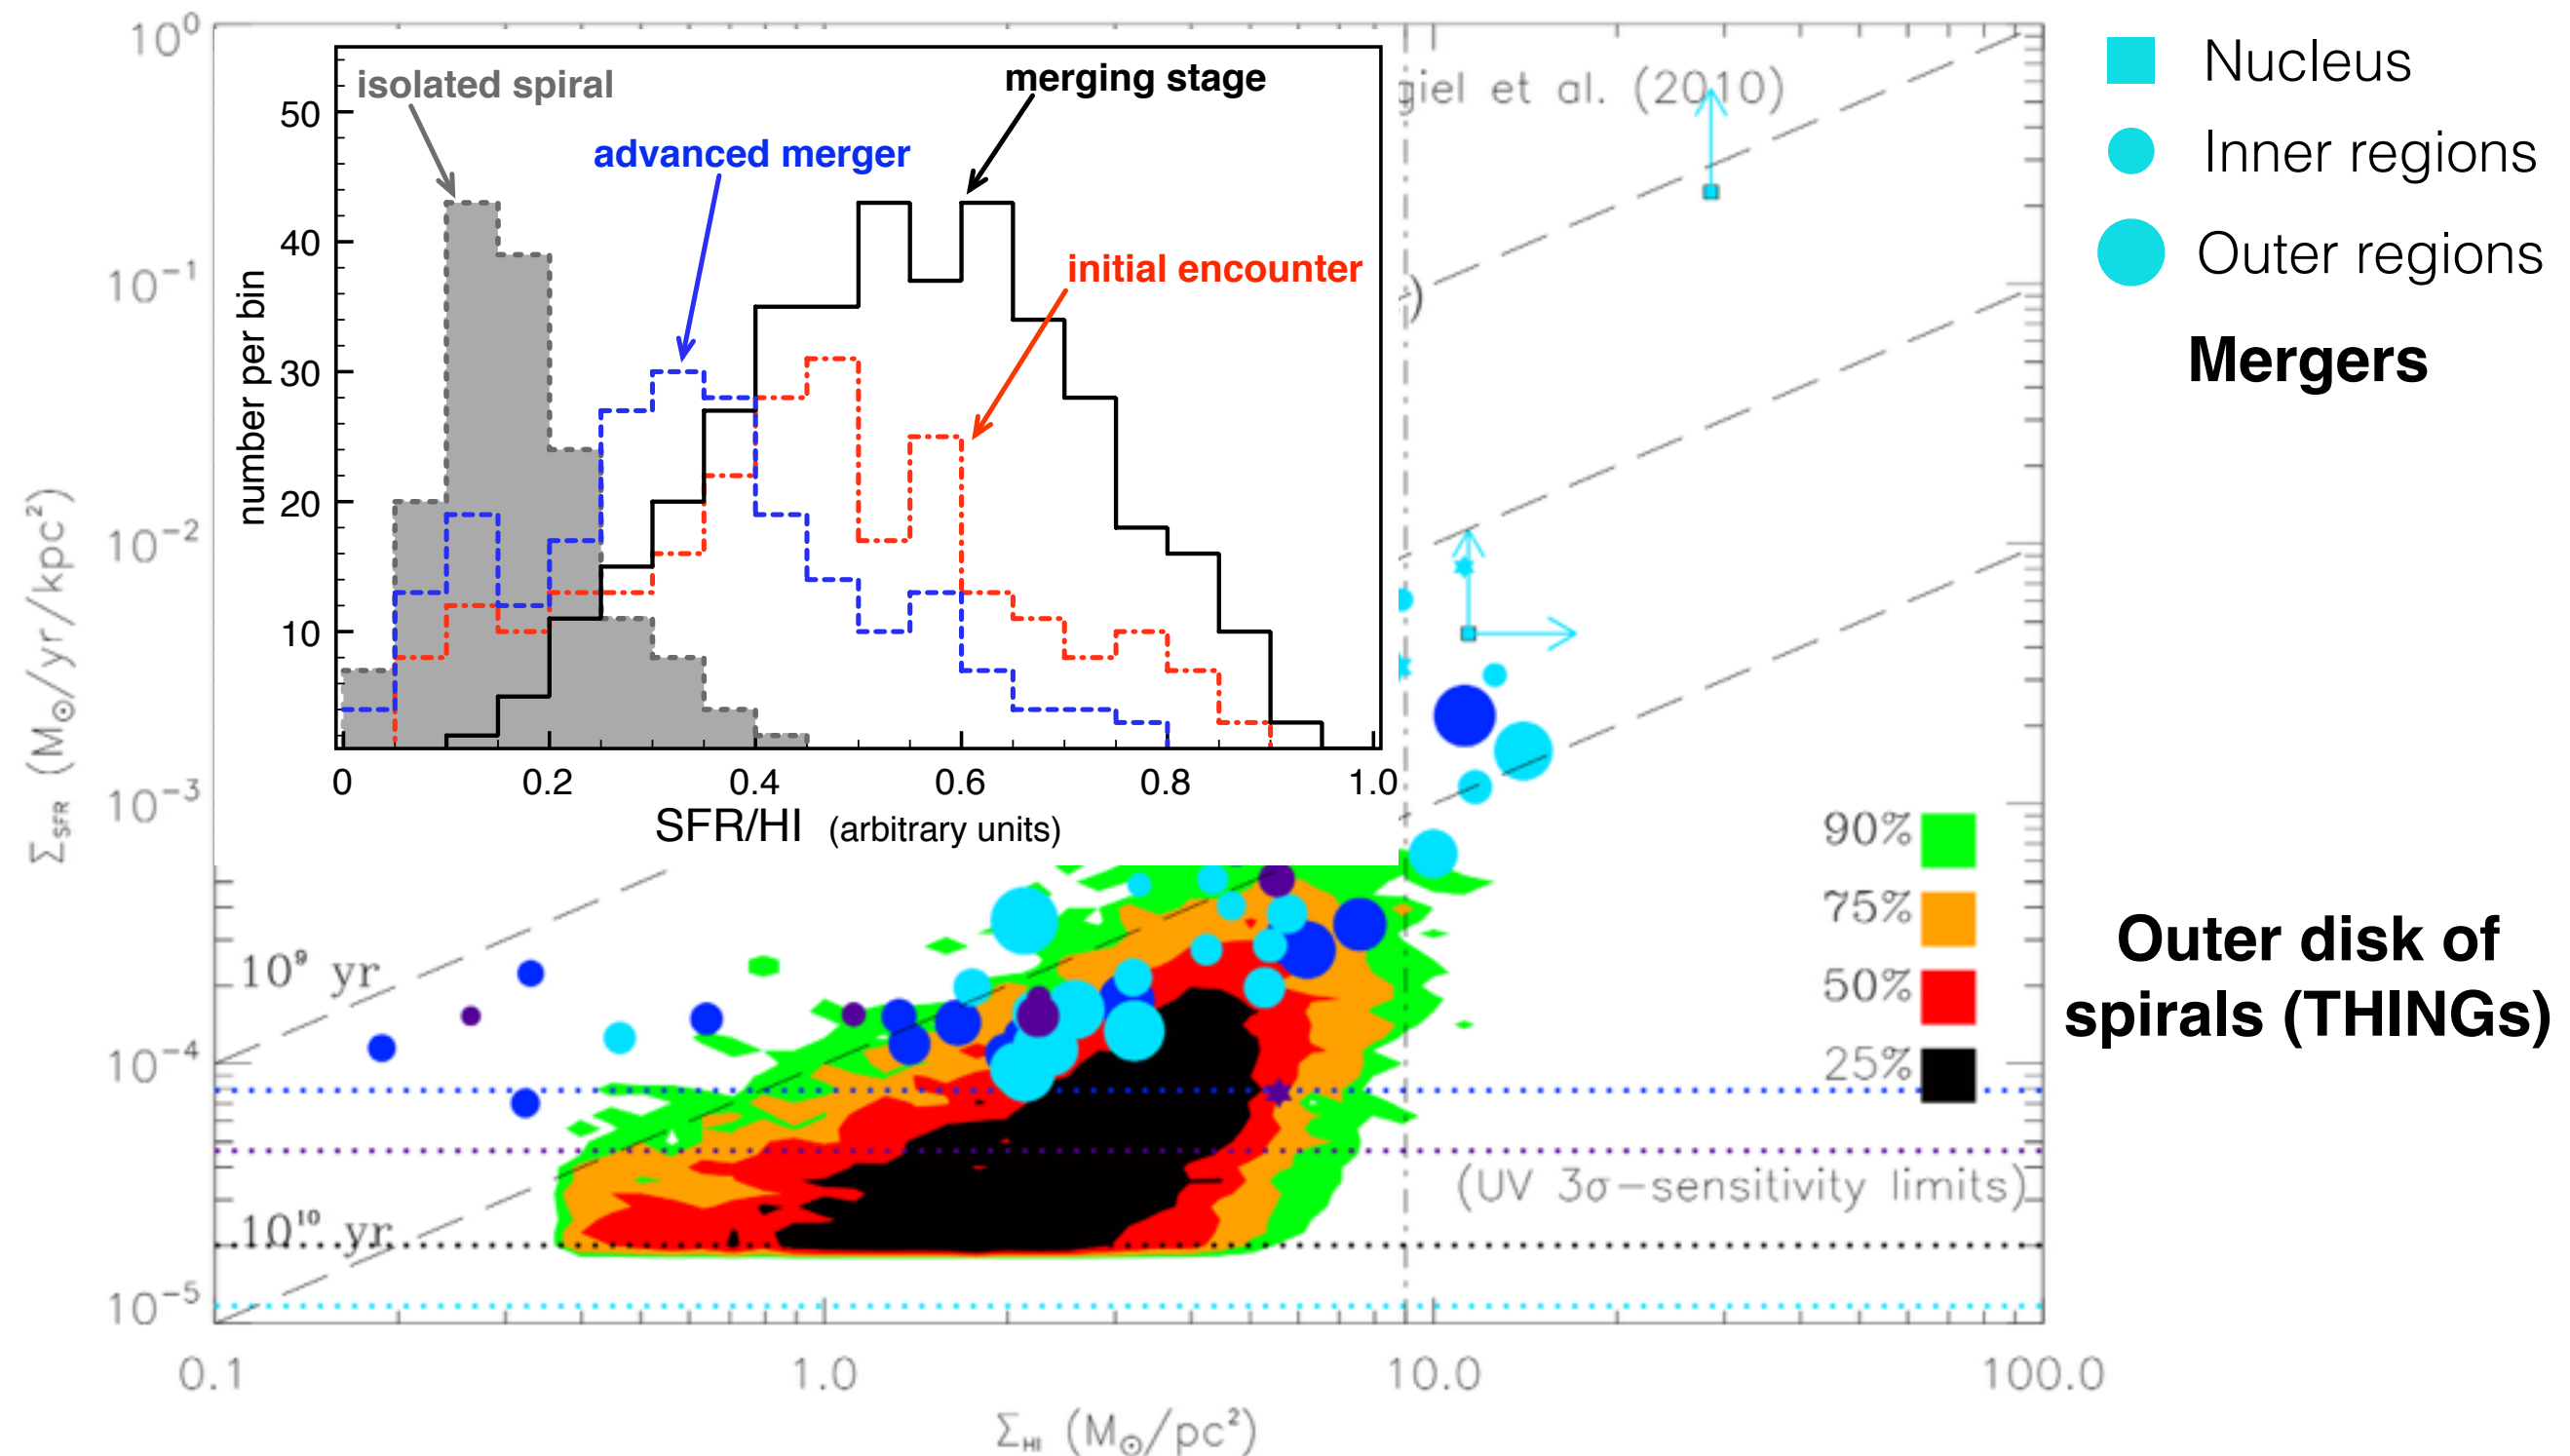 10⁰
10⁻¹
10⁻²
10⁻³
10⁻⁴
10⁻⁵
Σ_SFR (M⊙/yr/kpc²)
isolated spiral
merging stage
advanced merger
initial encounter
number per bin
50
40
30
20
10
0 0.2 0.4 0.6 0.8 1.0
SFR/HI (arbitrary units)
giel et al. (2010)
)
Nucleus
Inner regions
Outer regions
Mergers
90%
75%
50%
25%
Outer disk of
spirals (THINGs)
10⁹ yr
10¹⁰ yr
(UV 3σ−sensitivity limits)
0.1 1.0 10.0 100.0
Σ_HI (M⊙/pc²)